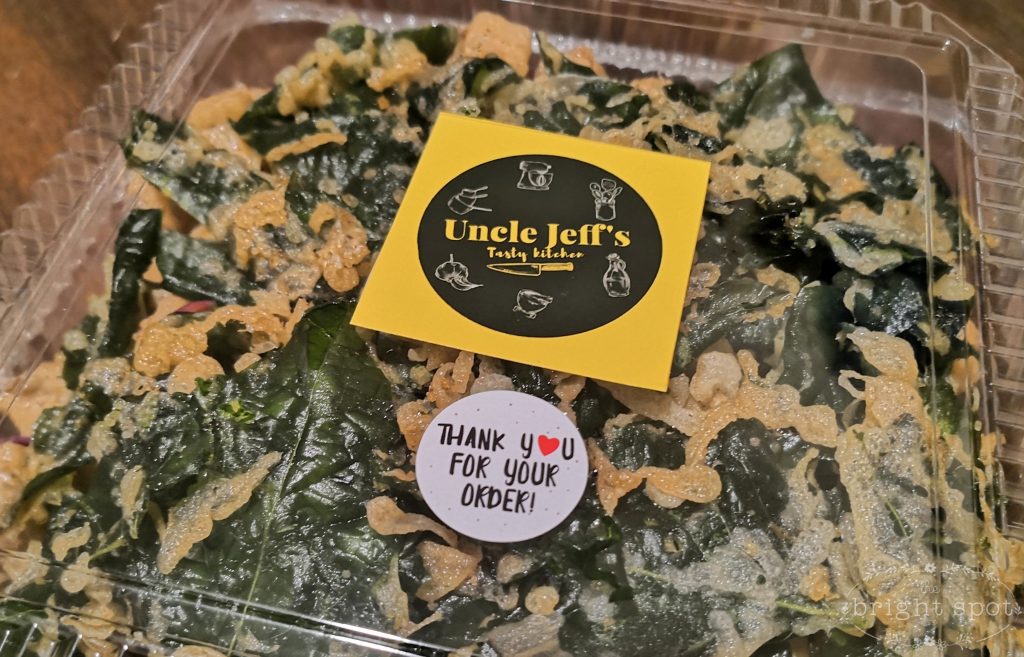 Uncle Jeff's
Tasty kitchen
THANK YOU
FOR YOUR
ORDER!
the
bright spot